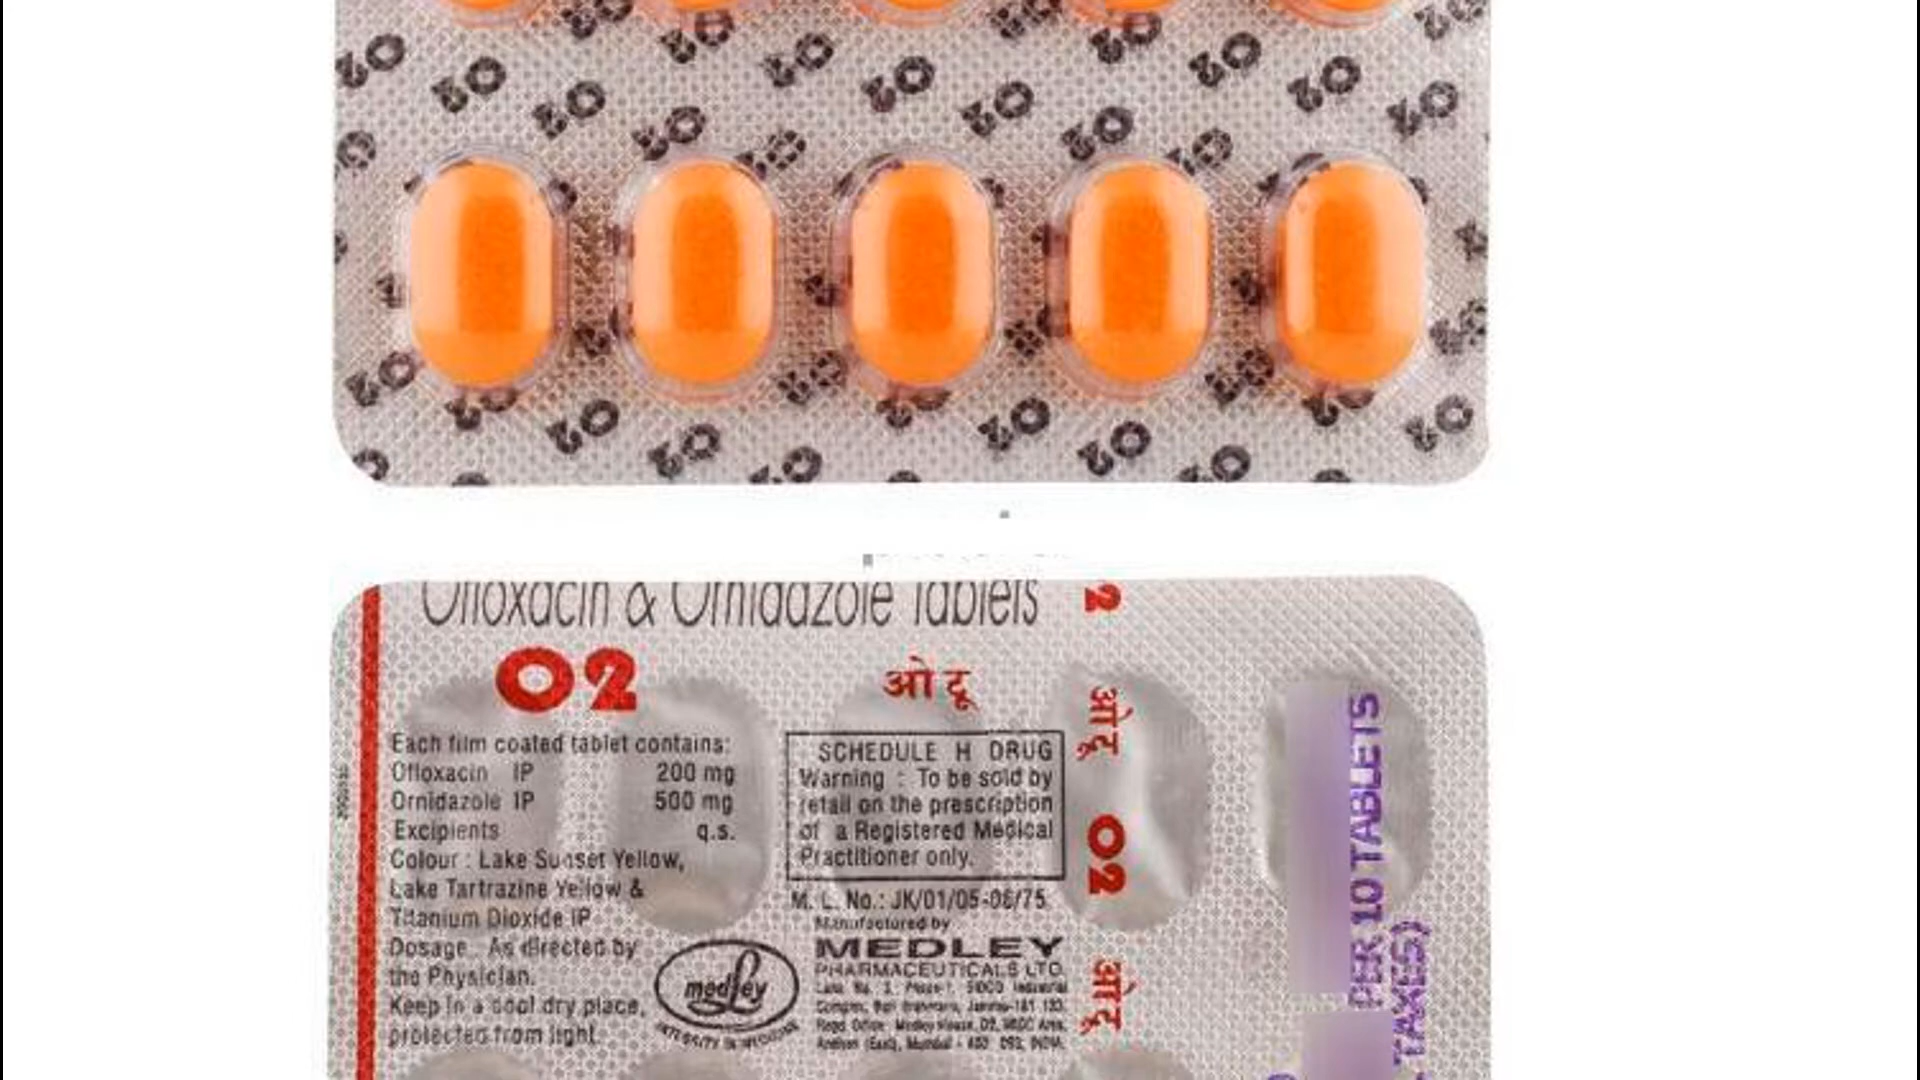 O2
Ofloxacin & Ornidazole Tablets
O2
ओ टू
Each film coated tablet contains:
Ofloxacin IP 200 mg
Ornidazole IP 500 mg
Excipients q.s.
Colour : Lake Sunset Yellow,
Lake Tartrazine Yellow &
Titanium Dioxide IP
Dosage : As directed by
the Physician.
Keep in a cool dry place,
protected from light.
SCHEDULE H DRUG
Warning : To be sold by
retail on the prescription
of a Registered Medical
Practitioner only.
M. L. No.: JK/01/05-06/75
Manufactured by
MEDLEY
PHARMACEUTICALS LTD.
medley
2
ओ टू
O2
ओ टू
PER 10 TABLETS
TAXES)